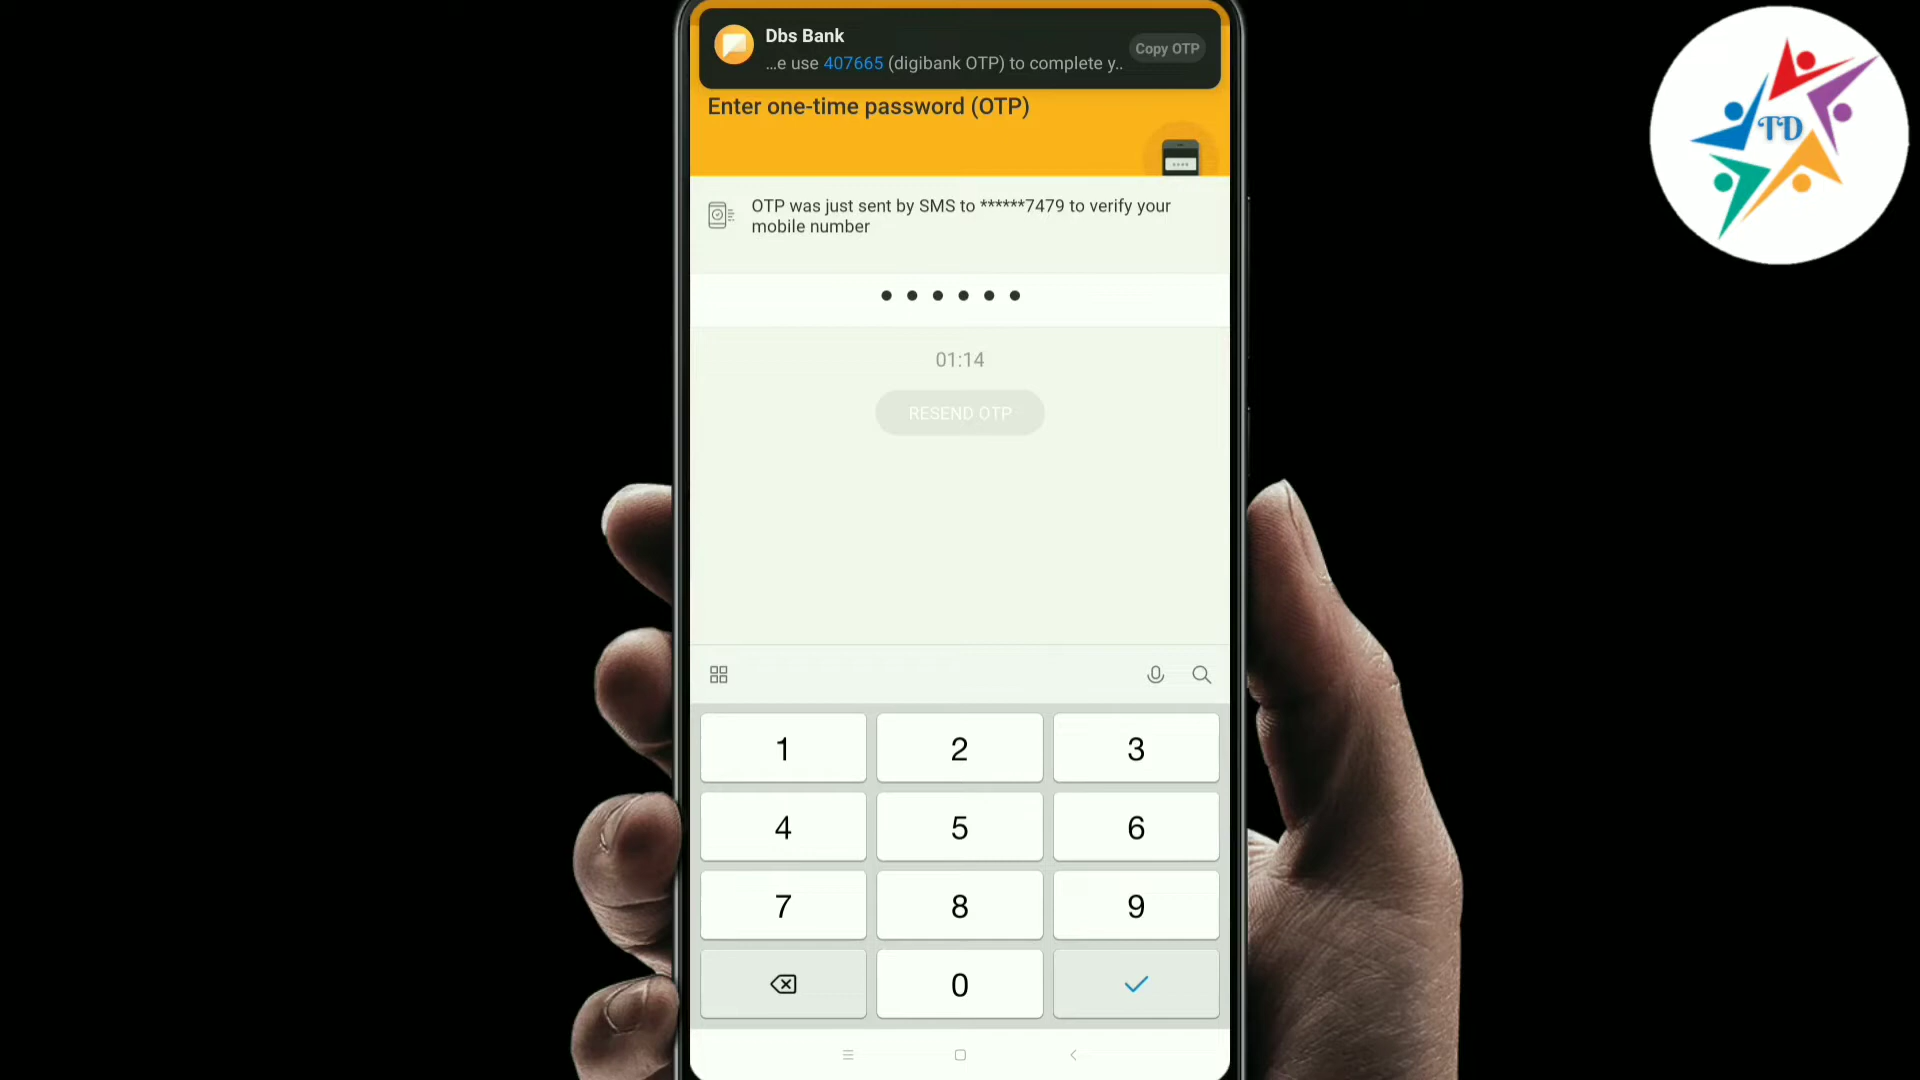 Dbs Bank
...e use 407665 (digibank OTP) to complete y..
Copy OTP
Enter one-time password (OTP)
OTP was just sent by SMS to ******7479 to verify your
mobile number
01:14
RESEND OTP
1 2 3
4 5 6
7 8 9
0
TD